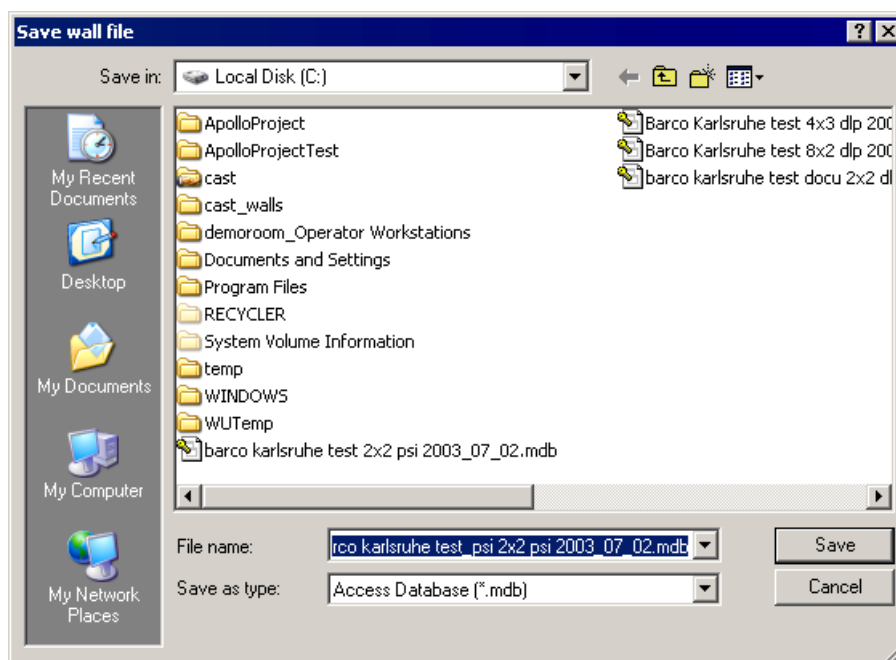 Save wall file
Save in:
Local Disk (C:)
My Recent
Documents
Desktop
My Documents
My Computer
My Network
Places
ApolloProject
ApolloProjectTest
cast
cast_walls
demoroom_Operator Workstations
Documents and Settings
Program Files
RECYCLER
System Volume Information
temp
WINDOWS
WUTemp
barco karlsruhe test 2x2 psi 2003_07_02.mdb
Barco Karlsruhe test 4x3 dlp 200
Barco Karlsruhe test 8x2 dlp 200
barco karlsruhe test docu 2x2 dl
File name:
rco karlsruhe test_psi 2x2 psi 2003_07_02.mdb
Save
Save as type:
Access Database (*.mdb)
Cancel